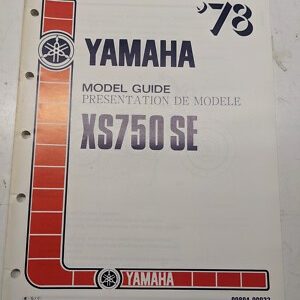 '78
YAMAHA
MODEL GUIDE
PRESENTATION DE MODELE
XS750 SE
YAMAHA